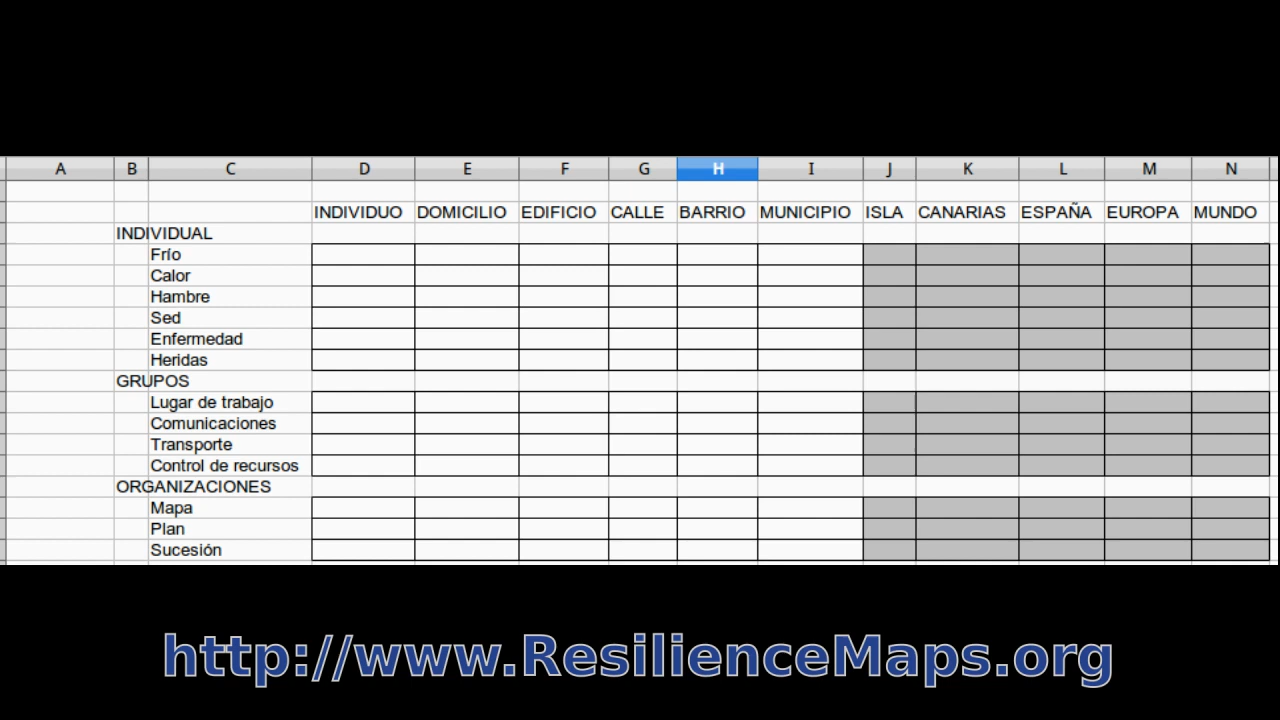 A B C D E F G H I J K L M N
INDIVIDUO DOMICILIO EDIFICIO CALLE BARRIO MUNICIPIO ISLA CANARIAS ESPAÑA EUROPA MUNDO
INDIVIDUAL
Frío
Calor
Hambre
Sed
Enfermedad
Heridas
GRUPOS
Lugar de trabajo
Comunicaciones
Transporte
Control de recursos
ORGANIZACIONES
Mapa
Plan
Sucesión
http://www.ResilienceMaps.org